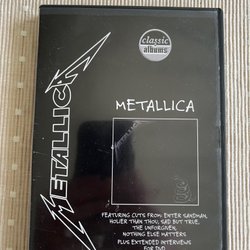 METALLICA
classic
albums
METALLICA
FEATURING CUTS FROM: ENTER SANDMAN,
HOLIER THAN THOU, SAD BUT TRUE,
THE UNFORGIVEN,
NOTHING ELSE MATTERS
PLUS EXTENDED INTERVIEWS
FOR DVD